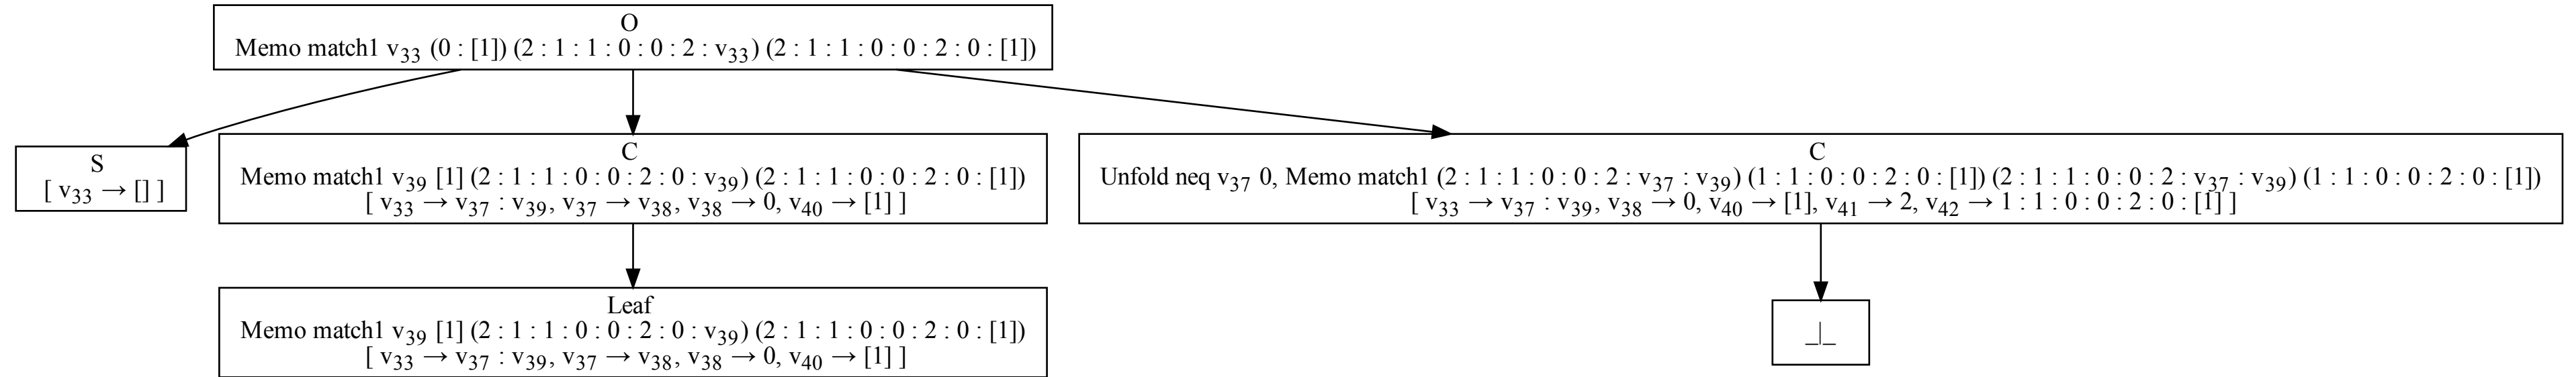 O
Memo match1 v33 (0 : [1]) (2 : 1 : 1 : 0 : 0 : 2 : v33) (2 : 1 : 1 : 0 : 0 : 2 : 0 : [1])
S
[ v33 → [] ]
C
Memo match1 v39 [1] (2 : 1 : 1 : 0 : 0 : 2 : 0 : v39) (2 : 1 : 1 : 0 : 0 : 2 : 0 : [1])
[ v33 → v37 : v39, v37 → v38, v38 → 0, v40 → [1] ]
C
Unfold neq v37 0, Memo match1 (2 : 1 : 1 : 0 : 0 : 2 : v37 : v39) (1 : 1 : 0 : 0 : 2 : 0 : [1]) (2 : 1 : 1 : 0 : 0 : 2 : v37 : v39) (1 : 1 : 0 : 0 : 2 : 0 : [1])
[ v33 → v37 : v39, v38 → 0, v40 → [1], v41 → 2, v42 → 1 : 1 : 0 : 0 : 2 : 0 : [1] ]
Leaf
Memo match1 v39 [1] (2 : 1 : 1 : 0 : 0 : 2 : 0 : v39) (2 : 1 : 1 : 0 : 0 : 2 : 0 : [1])
[ v33 → v37 : v39, v37 → v38, v38 → 0, v40 → [1] ]
_|_